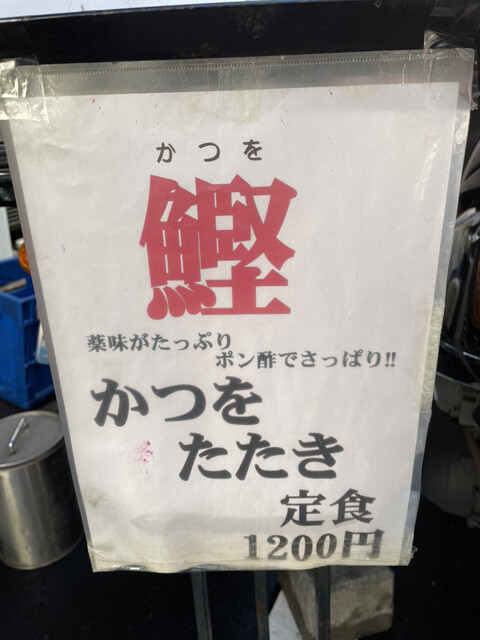 かつを
鰹
薬味がたっぷり
ポン酢でさっぱり!!
かつを
たたき
定食
1200円